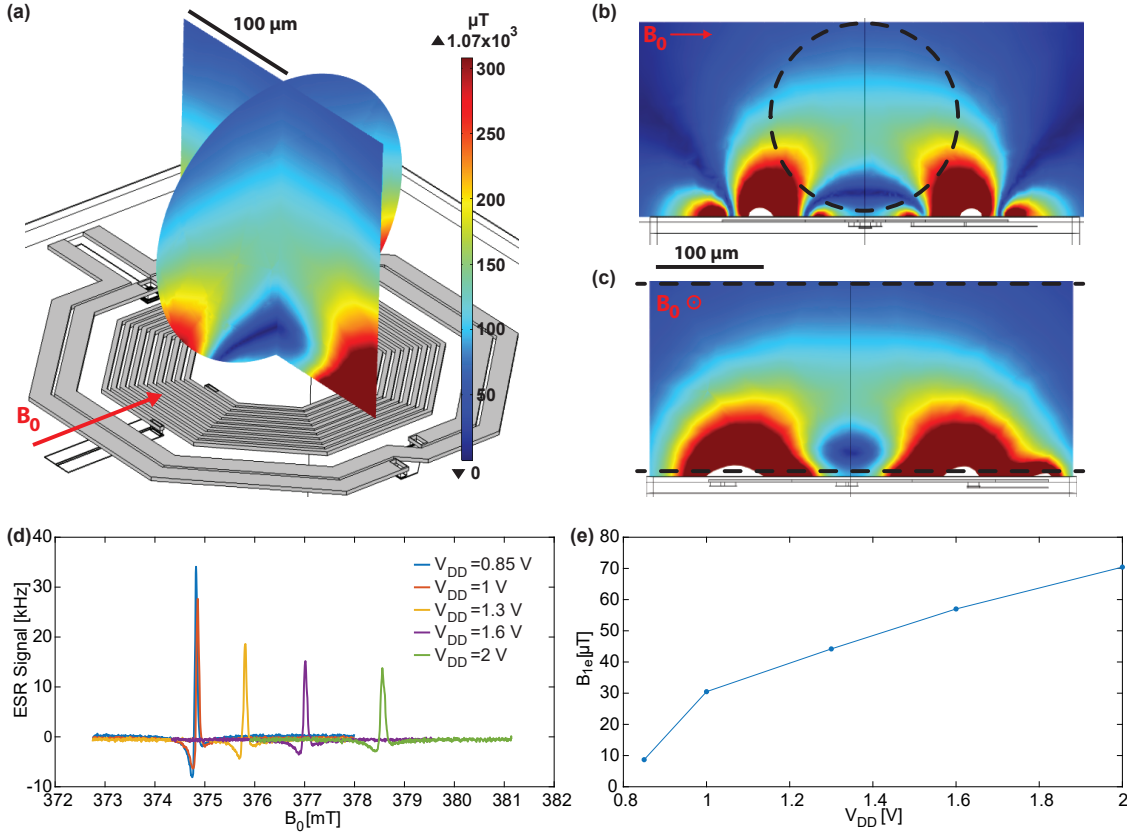 (a)
100 µm
µT
▲1.07x10³
300
250
200
150
100
50
▼ 0
B₀
(b)
B₀
100 µm
(c)
B₀ ⊙
(d)
ESR Signal [kHz]
40
30
20
10
0
-10
V_DD =0.85 V
V_DD =1 V
V_DD =1.3 V
V_DD =1.6 V
V_DD =2 V
372 373 374 375 376 377 378 379 380 381 382
B₀[mT]
(e)
B₁ₑ[µT]
80
70
60
50
40
30
20
10
0
0.8 1 1.2 1.4 1.6 1.8 2
V_DD [V]